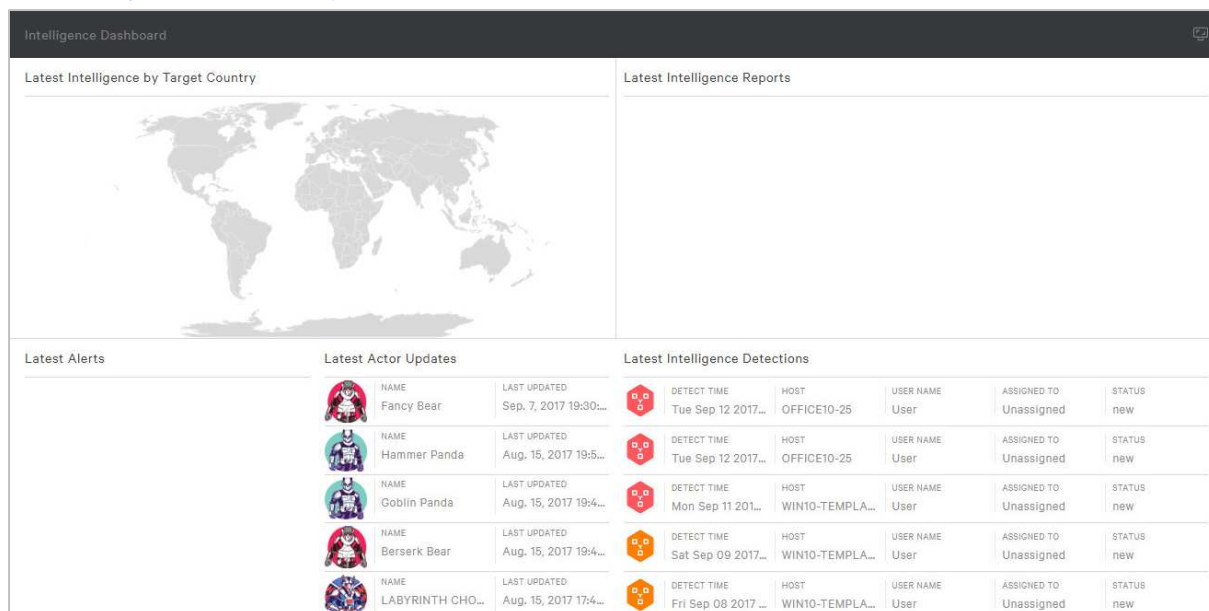 Intelligence Dashboard
Latest Intelligence by Target Country
Latest Intelligence Reports
Latest Alerts
Latest Actor Updates
NAME LAST UPDATED
Fancy Bear Sep. 7, 2017 19:30:...
NAME LAST UPDATED
Hammer Panda Aug. 15, 2017 19:5...
NAME LAST UPDATED
Goblin Panda Aug. 15, 2017 19:4...
NAME LAST UPDATED
Berserk Bear Aug. 15, 2017 19:4...
NAME LAST UPDATED
LABYRINTH CHO... Aug. 15, 2017 17:4...
Latest Intelligence Detections
DETECT TIME HOST USER NAME ASSIGNED TO STATUS
Tue Sep 12 2017... OFFICE10-25 User Unassigned new
DETECT TIME HOST USER NAME ASSIGNED TO STATUS
Tue Sep 12 2017... OFFICE10-25 User Unassigned new
DETECT TIME HOST USER NAME ASSIGNED TO STATUS
Mon Sep 11 201... WIN10-TEMPLA... User Unassigned new
DETECT TIME HOST USER NAME ASSIGNED TO STATUS
Sat Sep 09 2017... WIN10-TEMPLA... User Unassigned new
DETECT TIME HOST USER NAME ASSIGNED TO STATUS
Fri Sep 08 2017 ... WIN10-TEMPLA... User Unassigned new